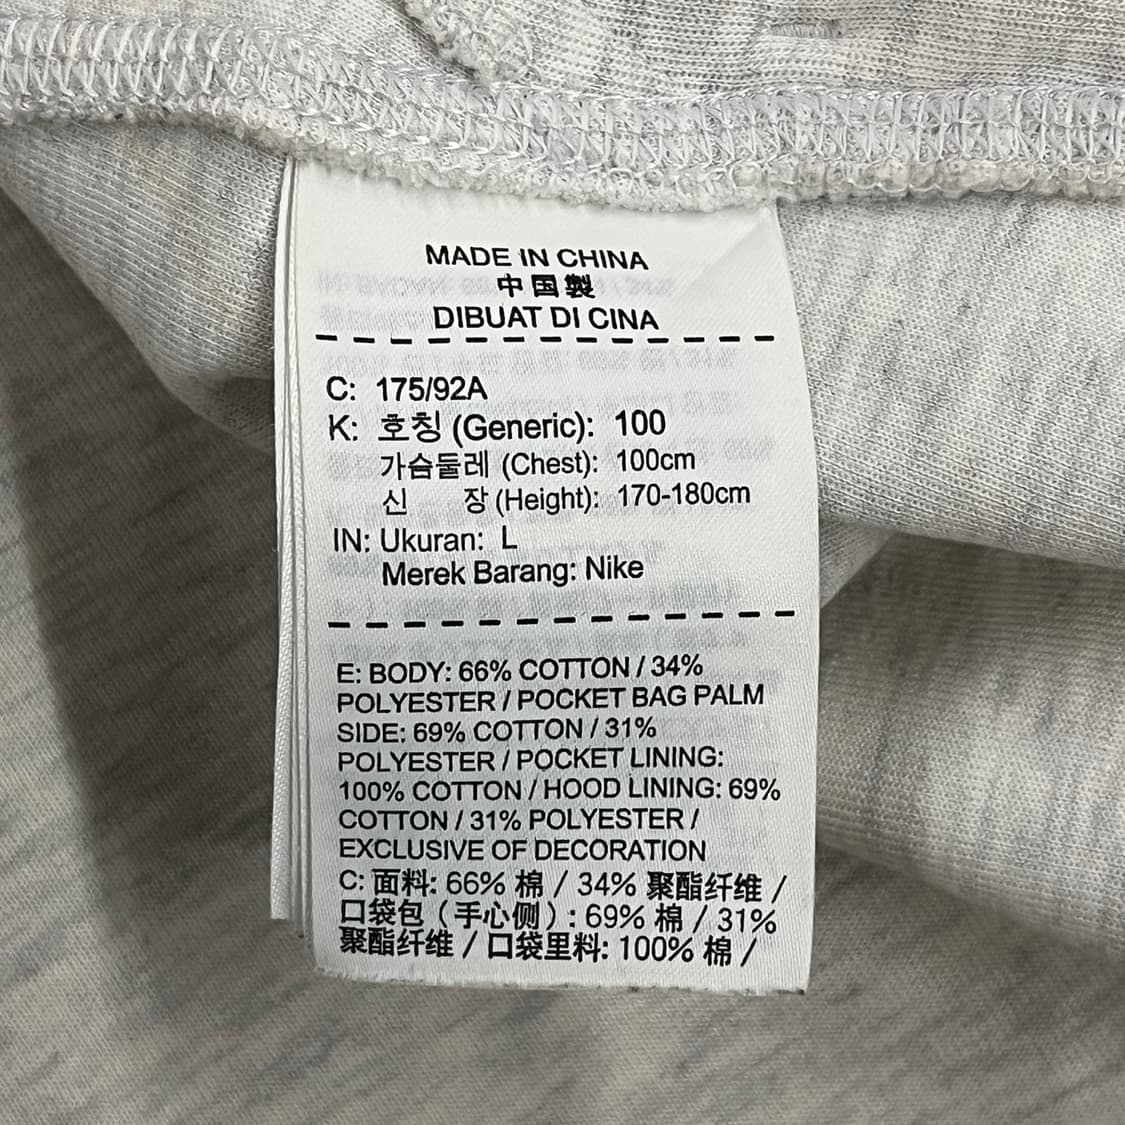 MADE IN CHINA
中国製
DIBUAT DI CINA
C: 175/92A
K: 호칭 (Generic): 100
가슴둘레 (Chest): 100cm
신 장 (Height): 170-180cm
IN: Ukuran: L
Merek Barang: Nike
E: BODY: 66% COTTON / 34%
POLYESTER / POCKET BAG PALM
SIDE: 69% COTTON / 31%
POLYESTER / POCKET LINING:
100% COTTON / HOOD LINING: 69%
COTTON / 31% POLYESTER /
EXCLUSIVE OF DECORATION
C: 面料: 66% 棉 / 34% 聚酯纤维 /
口袋包（手心侧）: 69% 棉 / 31%
聚酯纤维 / 口袋里料: 100% 棉 /